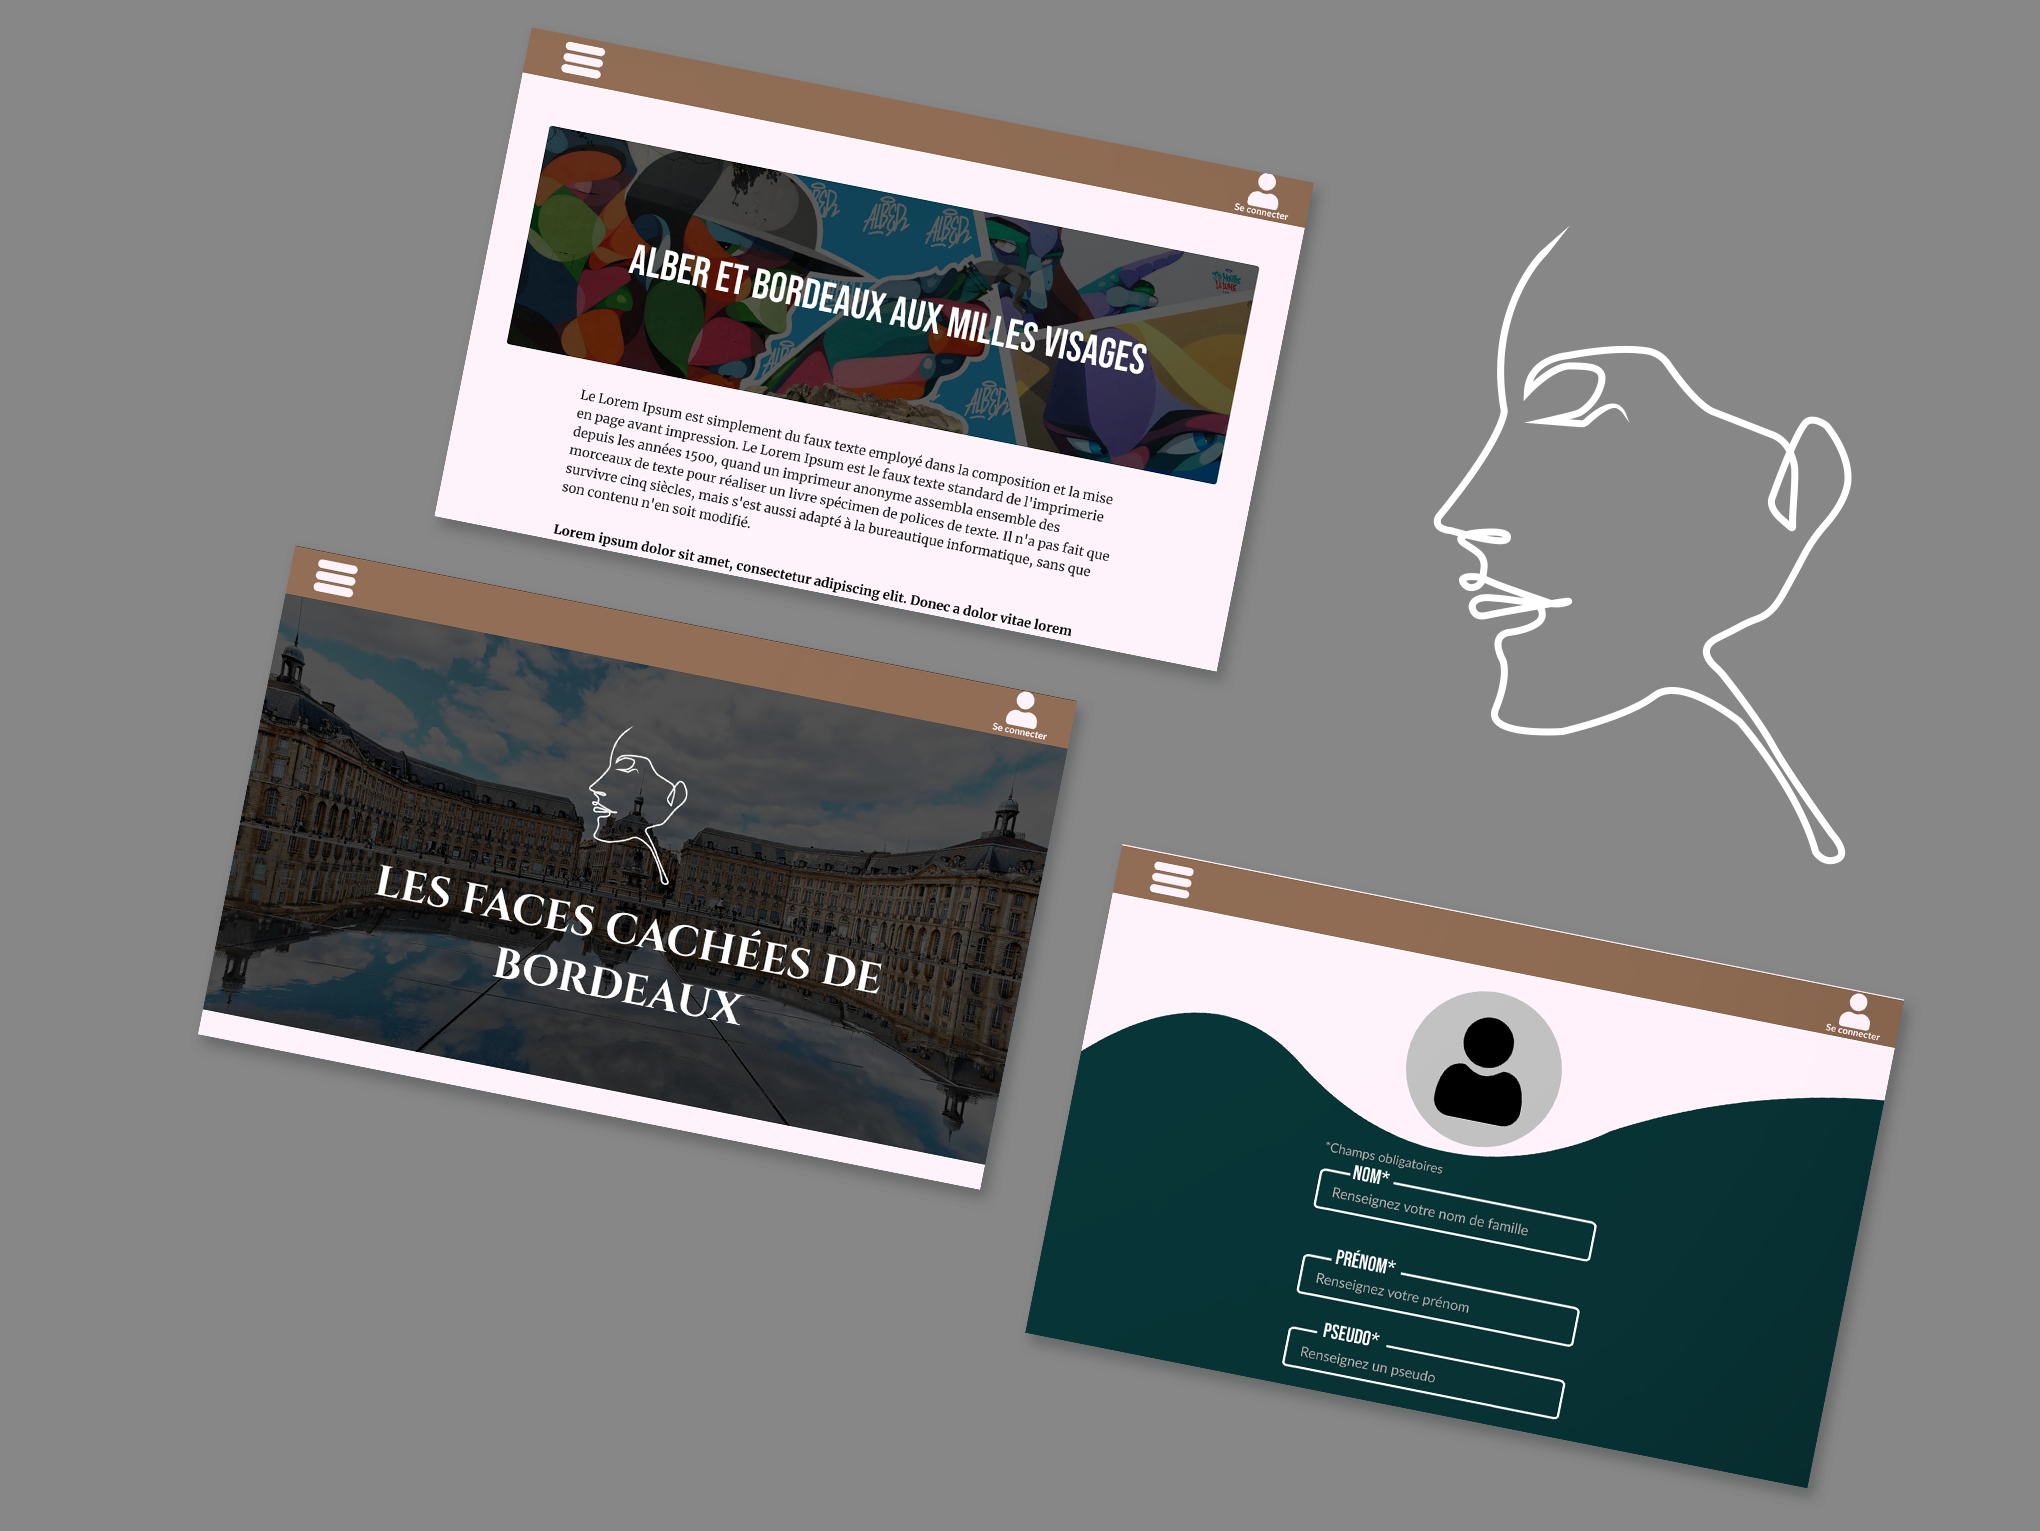 Se connecter
ALBER
ALBER
ALBER
ALBER ET BORDEAUX AUX MILLES VISAGES
ALBER
Le Lorem Ipsum est simplement du faux texte employé dans la composition et la mise
en page avant impression. Le Lorem Ipsum est le faux texte standard de l'imprimerie
depuis les années 1500, quand un imprimeur anonyme assembla ensemble des
morceaux de texte pour réaliser un livre spécimen de polices de texte. Il n'a pas fait que
survivre cinq siècles, mais s'est aussi adapté à la bureautique informatique, sans que
son contenu n'en soit modifié.
Lorem ipsum dolor sit amet, consectetur adipiscing elit. Donec a dolor vitae lorem
Se connecter
LES FACES CACHÉES DE
BORDEAUX
Se connecter
*Champs obligatoires
NOM*
Renseignez votre nom de famille
PRÉNOM*
Renseignez votre prénom
PSEUDO*
Renseignez un pseudo